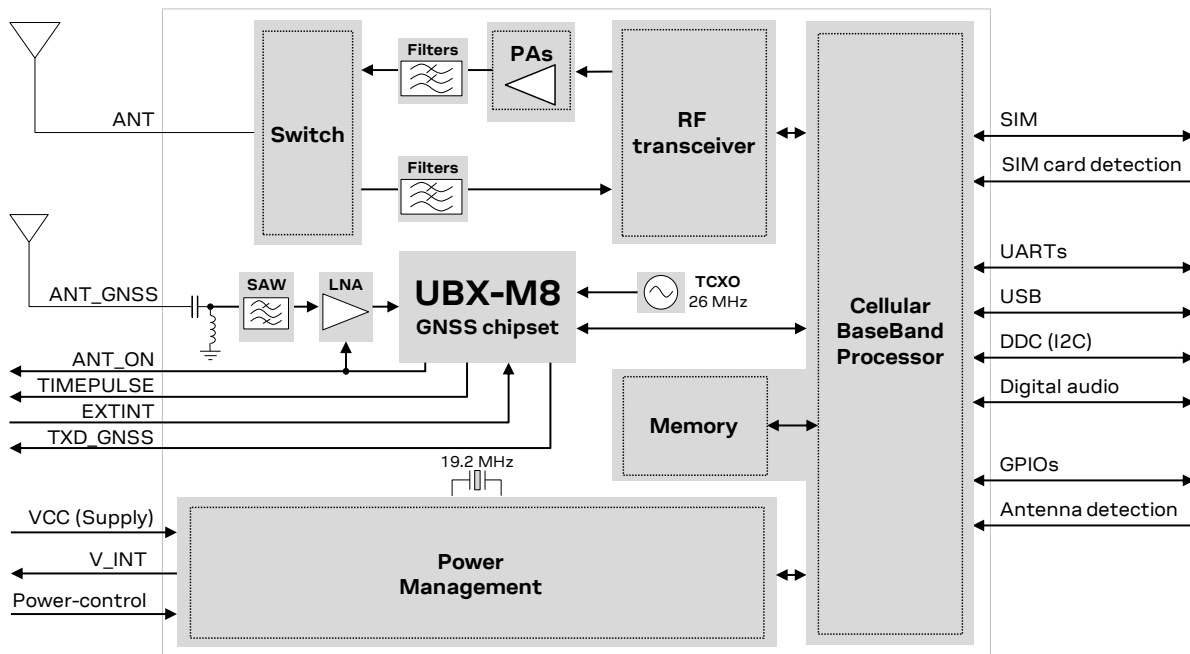 Filters
PAs
ANT
Switch
RF
transceiver
Filters
SIM
SIM card detection
UARTs
USB
DDC (I2C)
Digital audio
GPIOs
Antenna detection
Cellular
BaseBand
Processor
ANT_GNSS
SAW
LNA
UBX-M8
GNSS chipset
TCXO
26 MHz
ANT_ON
TIMEPULSE
EXTINT
TXD_GNSS
Memory
19.2 MHz
VCC (Supply)
V_INT
Power-control
Power
Management